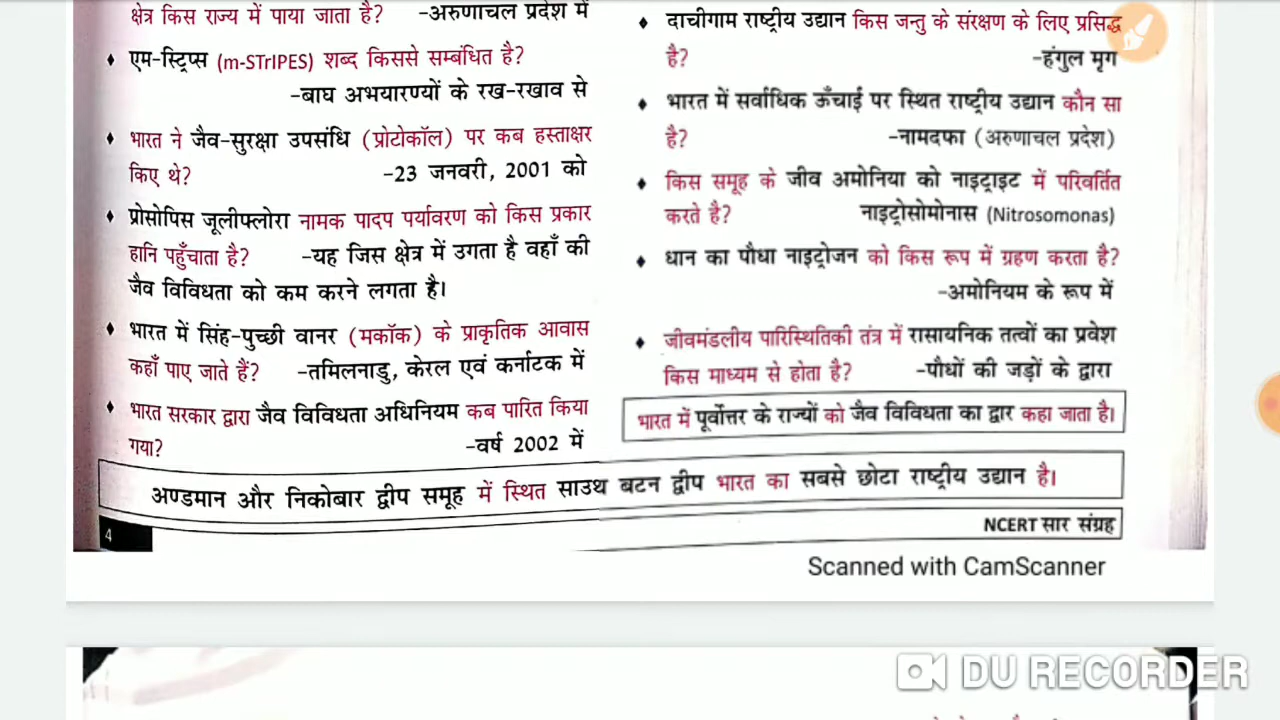 क्षेत्र किस राज्य में पाया जाता है? -अरुणाचल प्रदेश में
♦ एम-स्ट्रिप्स (m-STrIPES) शब्द किससे सम्बंधित है?
-बाघ अभयारण्यों के रख-रखाव से
♦ भारत ने जैव-सुरक्षा उपसंधि (प्रोटोकॉल) पर कब हस्ताक्षर
किए थे? -23 जनवरी, 2001 को
♦ प्रोसोपिस जूलीफ्लोरा नामक पादप पर्यावरण को किस प्रकार
हानि पहुँचाता है? -यह जिस क्षेत्र में उगता है वहाँ की
जैव विविधता को कम करने लगता है।
♦ भारत में सिंह-पुच्छी वानर (मकॉक) के प्राकृतिक आवास
कहाँ पाए जाते हैं? -तमिलनाडु, केरल एवं कर्नाटक में
♦ भारत सरकार द्वारा जैव विविधता अधिनियम कब पारित किया
गया? -वर्ष 2002 में
♦ दाचीगाम राष्ट्रीय उद्यान किस जन्तु के संरक्षण के लिए प्रसिद्ध
है? -हंगुल मृग
♦ भारत में सर्वाधिक ऊँचाई पर स्थित राष्ट्रीय उद्यान कौन सा
है? -नामदफा (अरुणाचल प्रदेश)
♦ किस समूह के जीव अमोनिया को नाइट्राइट में परिवर्तित
करते है? नाइट्रोसोमोनास (Nitrosomonas)
♦ धान का पौधा नाइट्रोजन को किस रूप में ग्रहण करता है?
-अमोनियम के रूप में
♦ जीवमंडलीय पारिस्थितिकी तंत्र में रासायनिक तत्वों का प्रवेश
किस माध्यम से होता है? -पौधों की जड़ों के द्वारा
भारत में पूर्वोत्तर के राज्यों को जैव विविधता का द्वार कहा जाता है।
अण्डमान और निकोबार द्वीप समूह में स्थित साउथ बटन द्वीप भारत का सबसे छोटा राष्ट्रीय उद्यान है।
4
NCERT सार संग्रह
Scanned with CamScanner
DU RECORDER